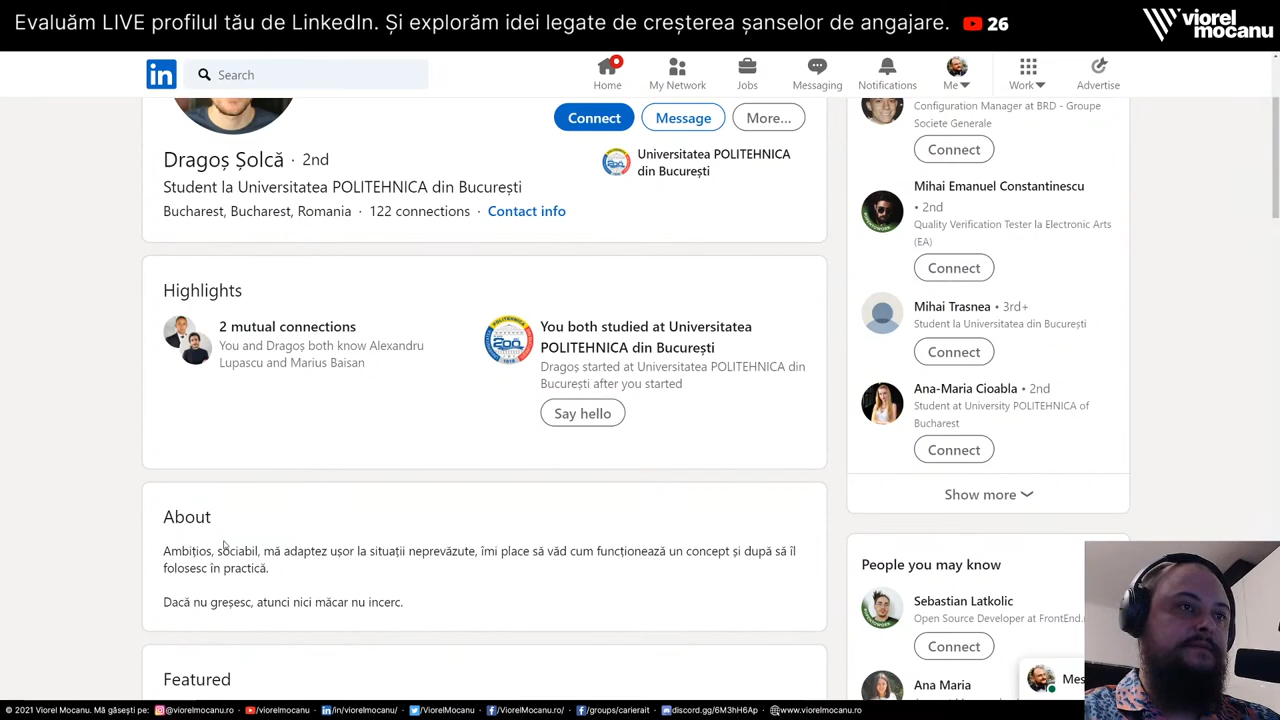 Evaluăm LIVE profilul tău de LinkedIn. Și explorăm idei legate de creșterea șanselor de angajare.
26
viorel
mocanu
in
Search
Home
My Network
Jobs
Messaging
Notifications
Me
Work
Advertise
Connect
Message
More...
Dragoș Șolcă · 2nd
Student la Universitatea POLITEHNICA din București
Bucharest, Bucharest, Romania · 122 connections · Contact info
Universitatea POLITEHNICA
din București
Highlights
2 mutual connections
You and Dragoș both know Alexandru
Lupascu and Marius Baisan
You both studied at Universitatea
POLITEHNICA din București
Dragoș started at Universitatea POLITEHNICA din
București after you started
Say hello
About
Ambițios, sociabil, mă adaptez ușor la situații neprevăzute, îmi place să văd cum funcționează un concept și după să îl
folosesc în practică.
Dacă nu greșesc, atunci nici măcar nu incerc.
Featured
Configuration Manager at BRD - Groupe
Societe Generale
Connect
Mihai Emanuel Constantinescu
• 2nd
Quality Verification Tester la Electronic Arts
(EA)
Connect
Mihai Trasnea • 3rd+
Student la Universitatea din București
Connect
Ana-Maria Cioabla • 2nd
Student at University POLITEHNICA of
Bucharest
Connect
Show more
People you may know
Sebastian Latkolic
Open Source Developer at FrontEnd.
Connect
Ana Maria
Mes
© 2021 Viorel Mocanu. Mă găsești pe:
@viorelmocanu.ro
/viorelmocanu
/in/viorelmocanu/
/ViorelMocanu
/ViorelMocanu.ro/
/groups/carierait
discord.gg/6M3hH6Ap
www.viorelmocanu.ro